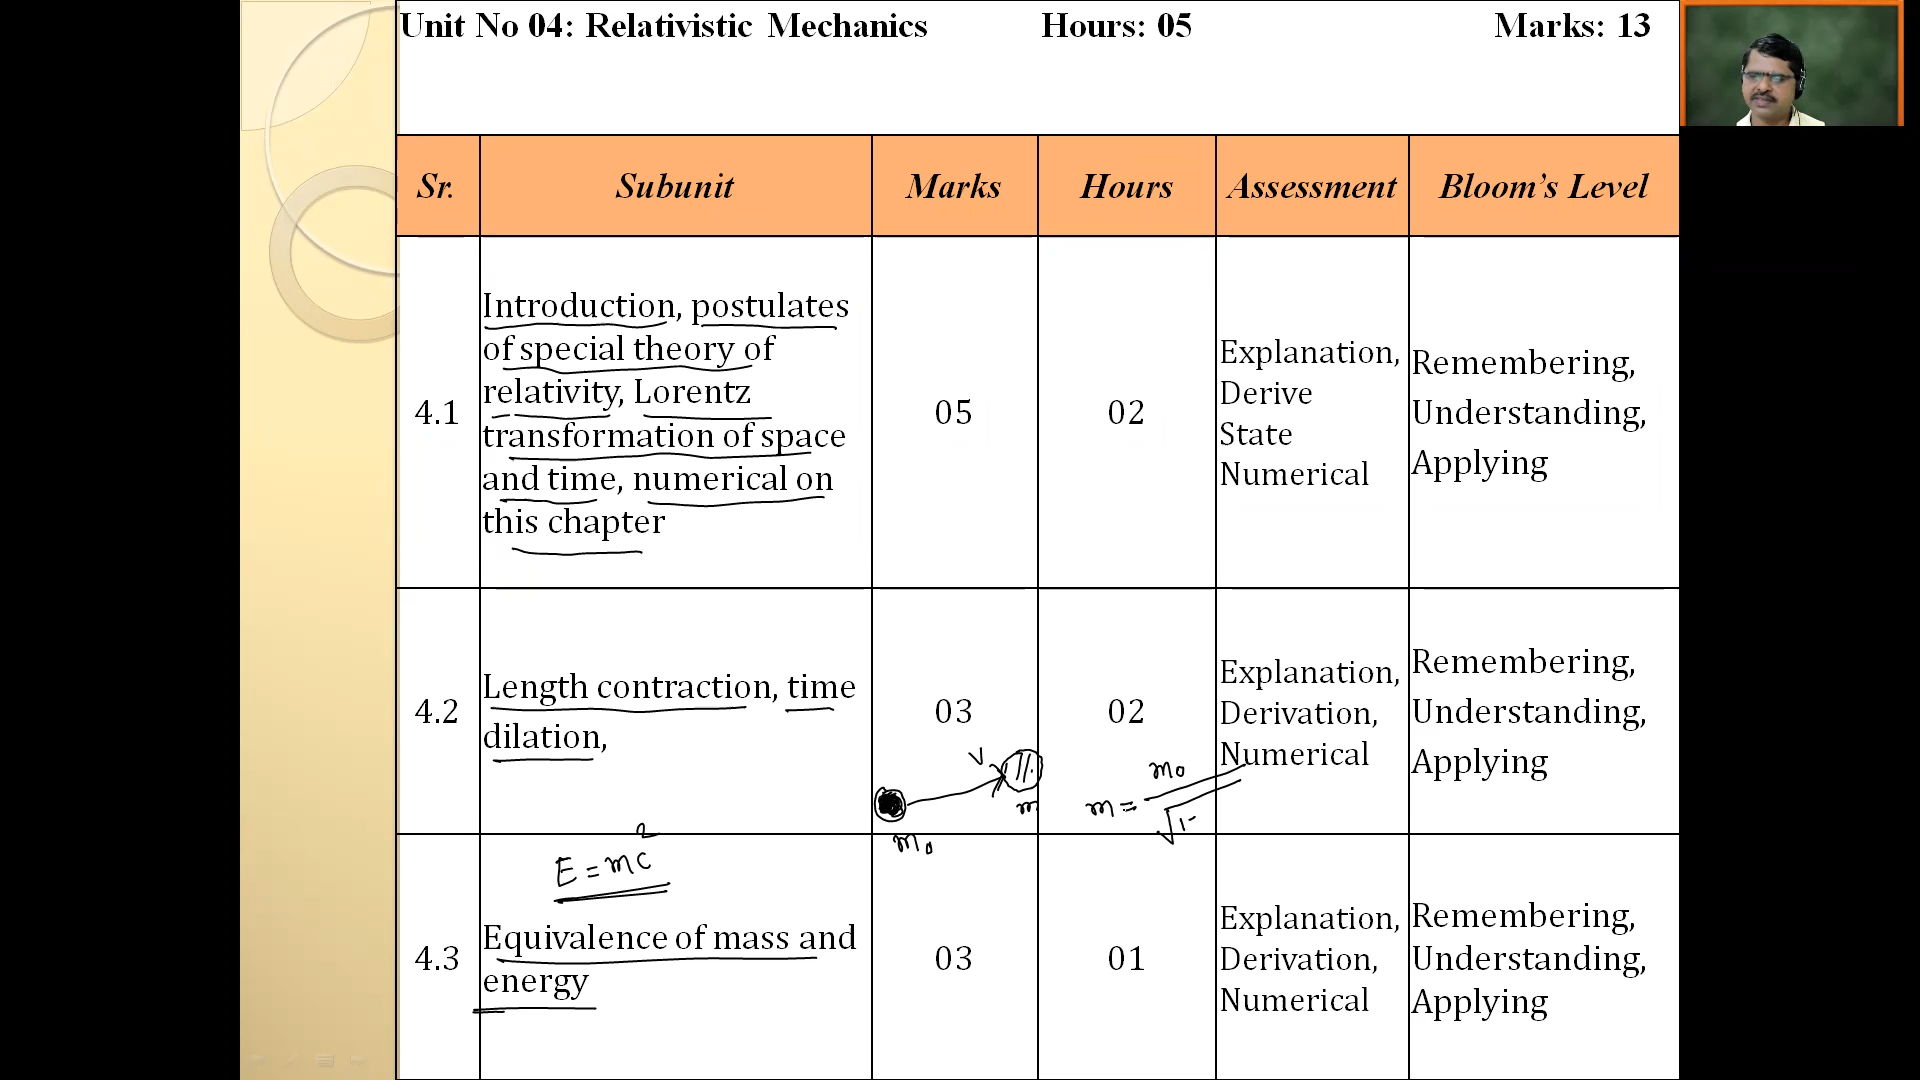 Unit No 04: Relativistic Mechanics Hours: 05 Marks: 13
Sr. Subunit Marks Hours Assessment Bloom’s Level
4.1
Introduction, postulates
of special theory of
relativity, Lorentz
transformation of space
and time, numerical on
this chapter
05
02
Explanation,
Derive
State
Numerical
Remembering,
Understanding,
Applying
4.2
Length contraction, time
dilation,
03
02
Explanation,
Derivation,
Numerical
Remembering,
Understanding,
Applying
v
m
m₀
m = m₀
√1-
E = mc²
4.3
Equivalence of mass and
energy
03
01
Explanation,
Derivation,
Numerical
Remembering,
Understanding,
Applying